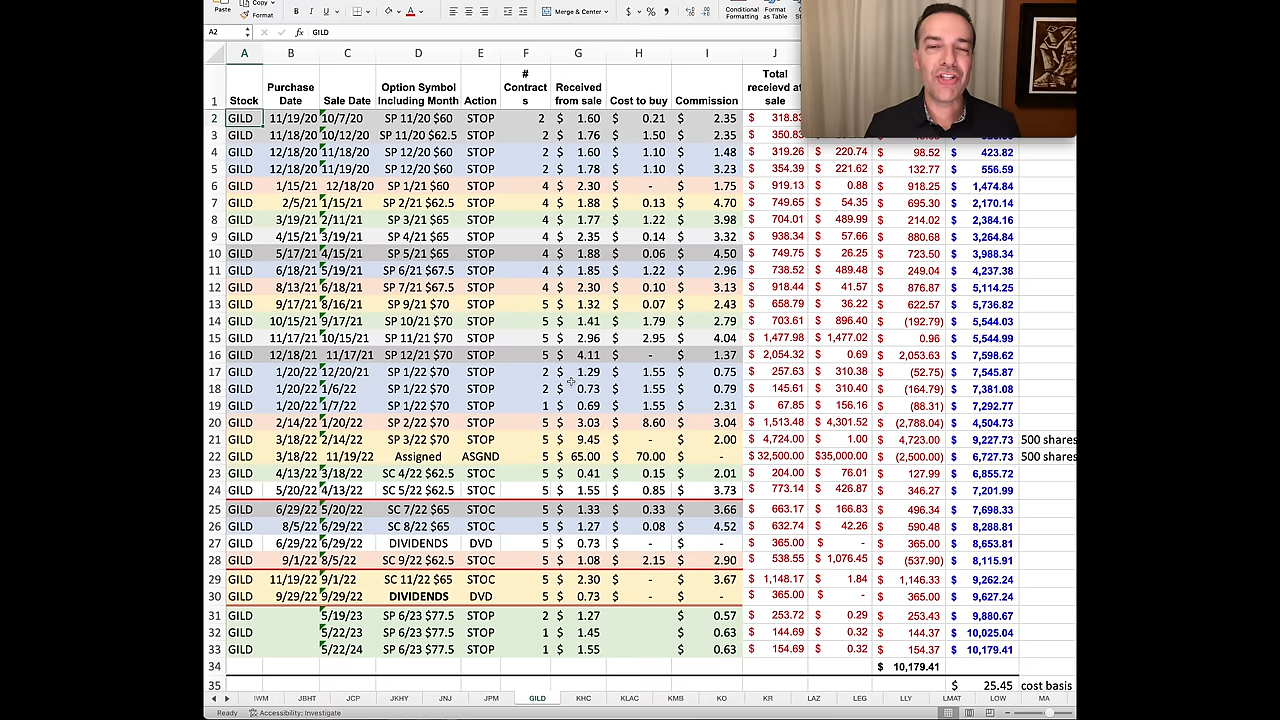 Paste Copy Format B I U A Merge & Center $ % Conditional Formatting Format as Table
A2 fx GILD
A B C D E F G H I J
1 Stock Purchase Date Sale Date Option Symbol Including Month Action # Contracts Received from sale Cost to buy Commission Total receievd at sale
2 GILD 11/19/20 10/7/20 SP 11/20 $60 STOP 2 $ 1.60 $ 0.21 $ 2.35 $ 318.83
3 GILD 11/18/20 10/12/20 SP 11/20 $62.5 STOP 2 $ 1.76 $ 1.50 $ 2.35 $ 350.83
4 GILD 12/18/20 11/18/20 SP 12/20 $60 STOP 2 $ 1.60 $ 1.10 $ 1.48 $ 319.26 $ 220.74 $ 98.52 $ 423.82
5 GILD 12/18/20 11/19/20 SP 12/20 $60 STOP 2 $ 1.78 $ 1.10 $ 3.23 $ 354.39 $ 221.62 $ 132.77 $ 556.59
6 GILD 1/15/21 12/18/20 SP 1/21 $60 STOP 4 $ 2.30 $ - $ 1.75 $ 919.13 $ 0.88 $ 918.25 $ 1,474.84
7 GILD 2/5/21 1/15/21 SP 2/21 $62.5 STOP 4 $ 1.88 $ 0.13 $ 4.70 $ 749.65 $ 54.35 $ 695.30 $ 2,170.14
8 GILD 3/19/21 2/11/21 SP 3/21 $65 STOP 4 $ 1.77 $ 1.22 $ 3.98 $ 704.01 $ 489.99 $ 214.02 $ 2,384.16
9 GILD 4/15/21 3/19/21 SP 4/21 $65 STOP 4 $ 2.35 $ 0.14 $ 3.32 $ 938.34 $ 57.66 $ 880.68 $ 3,264.84
10 GILD 5/17/21 4/15/21 SP 5/21 $65 STOP 4 $ 1.88 $ 0.06 $ 4.50 $ 749.75 $ 26.25 $ 723.50 $ 3,988.34
11 GILD 6/18/21 5/19/21 SP 6/21 $67.5 STOP 4 $ 1.85 $ 1.22 $ 2.96 $ 738.52 $ 489.48 $ 249.04 $ 4,237.38
12 GILD 8/13/21 6/18/21 SP 7/21 $67.5 STOP 4 $ 2.30 $ 0.10 $ 3.13 $ 918.44 $ 41.57 $ 876.87 $ 5,114.25
13 GILD 9/17/21 8/16/21 SP 9/21 $70 STOP 5 $ 1.32 $ 0.07 $ 2.43 $ 658.79 $ 36.22 $ 622.57 $ 5,736.82
14 GILD 10/15/21 9/17/21 SP 10/21 $70 STOP 5 $ 1.41 $ 1.79 $ 2.79 $ 703.61 $ 896.40 $ (192.79) $ 5,544.03
15 GILD 11/17/21 10/15/21 SP 11/21 $70 STOP 5 $ 2.96 $ 2.95 $ 4.04 $ 1,477.98 $ 1,477.02 $ 0.96 $ 5,544.99
16 GILD 12/18/21 11/17/21 SP 12/21 $70 STOP 5 $ 4.11 $ - $ 1.37 $ 2,054.32 $ 0.69 $ 2,053.63 $ 7,598.62
17 GILD 1/20/22 12/20/21 SP 1/22 $70 STOP 2 $ 1.29 $ 1.55 $ 0.75 $ 257.63 $ 310.38 $ (52.75) $ 7,545.87
18 GILD 1/20/22 1/6/22 SP 1/22 $70 STOP 2 $ 0.73 $ 1.55 $ 0.79 $ 145.61 $ 310.40 $ (164.79) $ 7,381.08
19 GILD 1/20/22 1/7/22 SP 1/22 $70 STOP 1 $ 0.69 $ 1.55 $ 2.31 $ 67.85 $ 156.16 $ (88.31) $ 7,292.77
20 GILD 2/14/22 1/20/22 SP 2/22 $70 STOP 5 $ 3.03 $ 8.60 $ 3.04 $ 1,513.48 $ 4,301.52 $ (2,788.04) $ 4,504.73
21 GILD 3/18/22 2/14/22 SP 3/22 $70 STOP 5 $ 9.45 $ - $ 2.00 $ 4,724.00 $ 1.00 $ 4,723.00 $ 9,227.73 500 shares
22 GILD 3/18/22 11/19/22 Assigned ASGND 5 $ 65.00 $ 70.00 $ - $ 32,500.00 $35,000.00 $ (2,500.00) $ 6,727.73 500 shares
23 GILD 4/13/22 3/18/22 SC 4/22 $62.5 STOC 5 $ 0.41 $ 0.15 $ 2.01 $ 204.00 $ 76.01 $ 127.99 $ 6,855.72
24 GILD 5/20/22 4/13/22 SC 5/22 $62.5 STOC 5 $ 1.55 $ 0.85 $ 3.73 $ 773.14 $ 426.87 $ 346.27 $ 7,201.99
25 GILD 6/29/22 5/20/22 SC 7/22 $65 STOC 5 $ 1.33 $ 0.33 $ 3.66 $ 663.17 $ 166.83 $ 496.34 $ 7,698.33
26 GILD 8/5/22 6/29/22 SC 8/22 $65 STOC 5 $ 1.27 $ 0.08 $ 4.52 $ 632.74 $ 42.26 $ 590.48 $ 8,288.81
27 GILD 6/29/22 6/29/22 DIVIDENDS DVD 5 $ 0.73 $ - $ - $ 365.00 $ - $ 365.00 $ 8,653.81
28 GILD 9/1/22 8/5/22 SC 9/22 $62.5 STOC 5 $ 1.08 $ 2.15 $ 2.90 $ 538.55 $ 1,076.45 $ (537.90) $ 8,115.91
29 GILD 11/19/22 9/1/22 SC 11/22 $65 STOC 5 $ 2.30 $ - $ 3.67 $ 1,148.17 $ 1.84 $ 1,146.33 $ 9,262.24
30 GILD 9/29/22 9/29/22 DIVIDENDS DVD 5 $ 0.73 $ - $ - $ 365.00 $ - $ 365.00 $ 9,627.24
31 GILD 5/19/23 SP 6/23 $77.5 STOP 2 $ 1.27 $ 0.57 $ 253.72 $ 0.29 $ 253.43 $ 9,880.67
32 GILD 5/22/23 SP 6/23 $77.5 STOP 1 $ 1.45 $ 0.63 $ 144.69 $ 0.32 $ 144.37 $ 10,025.04
33 GILD 5/22/24 SP 6/23 $77.5 STOP 1 $ 1.55 $ 0.63 $ 154.69 $ 0.32 $ 154.37 $ 10,179.41
34 $ 10,179.41
35 $ 25.45 cost basis
IWM JBHT JCP JKHY JNJ JPM GILD KHC KLAC KMB KO KR LAZ LEG LLY LMAT LOW MA
Ready Accessibility: Investigate